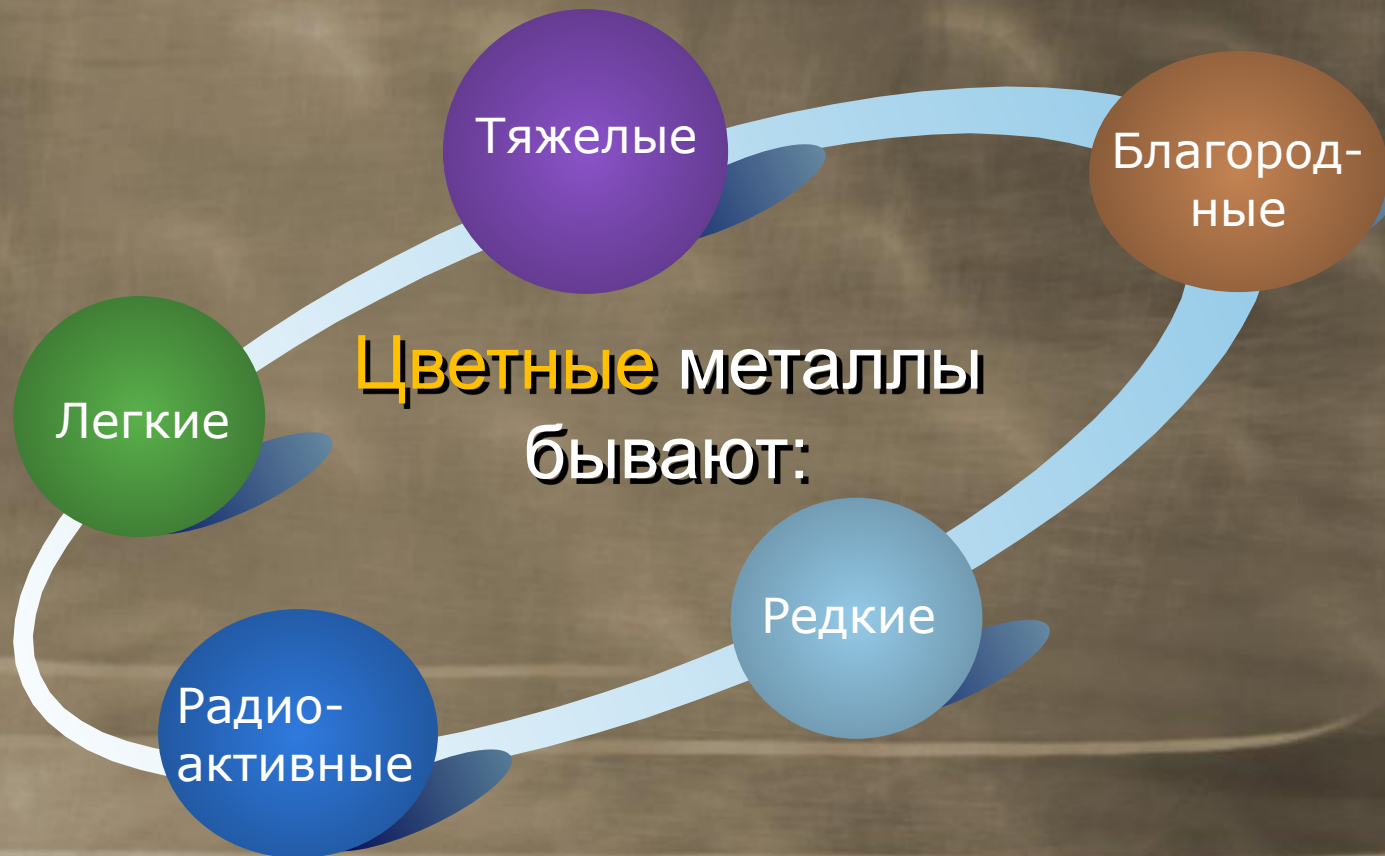 Цветные металлы
бывают:
Тяжелые
Благород-
ные
Легкие
Редкие
Радио-
активные